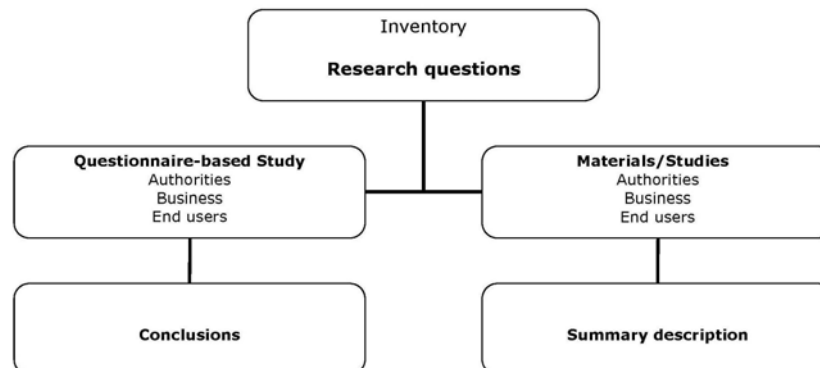 Inventory
Research questions
Questionnaire-based Study
Authorities
Business
End users
Materials/Studies
Authorities
Business
End users
Conclusions
Summary description